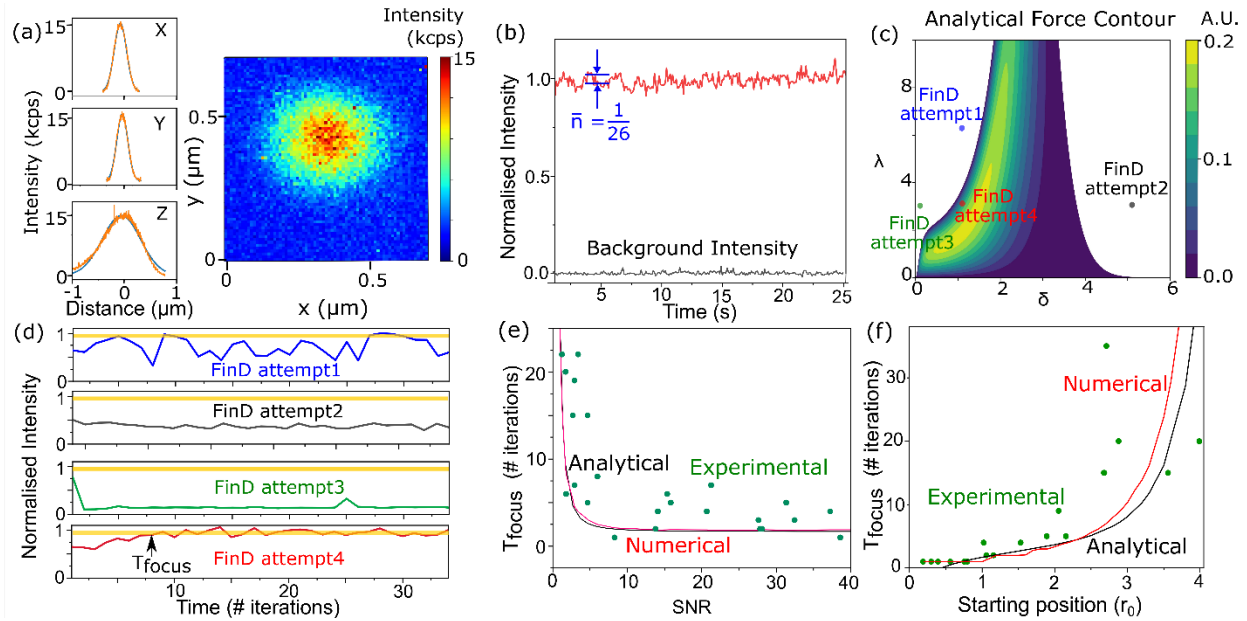 (a)
15
0
X
15
0
Y
15
0
Z
Intensity (kcps)
-1
0
1
Distance (µm)
Intensity
(kcps)
15
10
5
0
0.5
0
y (µm)
0
0.5
x (µm)
(b)
Normalised Intensity
1.0
0.5
0.0
n̄ = 1
26
Background Intensity
5
10
15
20
25
Time (s)
(c)
Analytical Force Contour
A.U.
0.2
0.1
0.0
8
4
0
λ
FinD
attempt1
FinD
attempt2
FinD
attempt3
FinD
attempt4
0
2
4
6
δ
(d)
Normalised Intensity
1
0
FinD attempt1
1
0
FinD attempt2
1
0
FinD attempt3
1
0
FinD attempt4
Tfocus
10
20
30
Time (# iterations)
(e)
Tfocus (# iterations)
20
10
0
Analytical
Experimental
Numerical
0
10
20
30
40
SNR
(f)
Tfocus (# iterations)
30
20
10
0
Numerical
Experimental
Analytical
0
1
2
3
4
Starting position (r0)